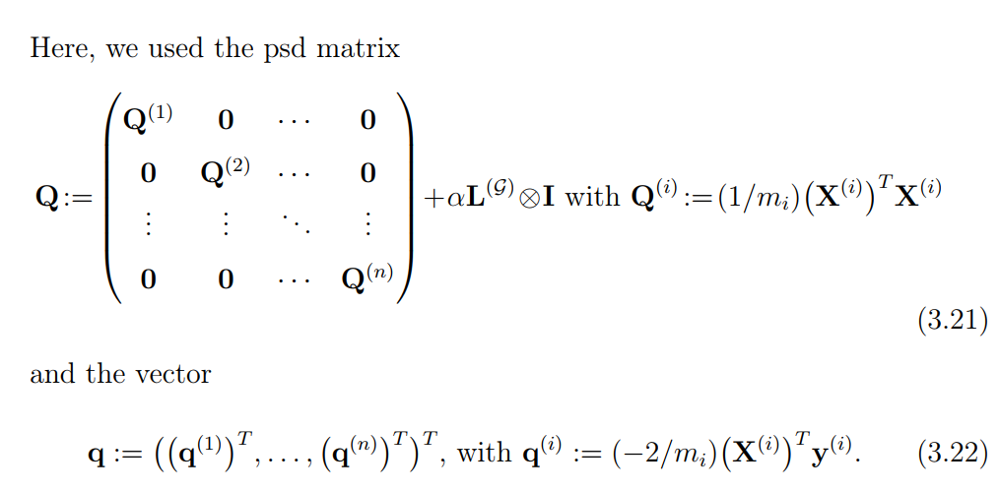 Here, we used the psd matrix
$$\mathbf{Q} := \begin{pmatrix} \mathbf{Q}^{(1)} & \mathbf{0} & \cdots & \mathbf{0} \\ \mathbf{0} & \mathbf{Q}^{(2)} & \cdots & \mathbf{0} \\ \vdots & \vdots & \ddots & \vdots \\ \mathbf{0} & \mathbf{0} & \cdots & \mathbf{Q}^{(n)} \end{pmatrix} + \alpha \mathbf{L}^{(\mathcal{G})} \otimes \mathbf{I} \text{ with } \mathbf{Q}^{(i)} := (1/m_i) \big(\mathbf{X}^{(i)}\big)^T \mathbf{X}^{(i)}$$
(3.21)
and the vector
$$\mathbf{q} := \big( \big(\mathbf{q}^{(1)}\big)^T, \ldots, \big(\mathbf{q}^{(n)}\big)^T \big)^T, \text{ with } \mathbf{q}^{(i)} := (-2/m_i) \big(\mathbf{X}^{(i)}\big)^T \mathbf{y}^{(i)}.$$ (3.22)